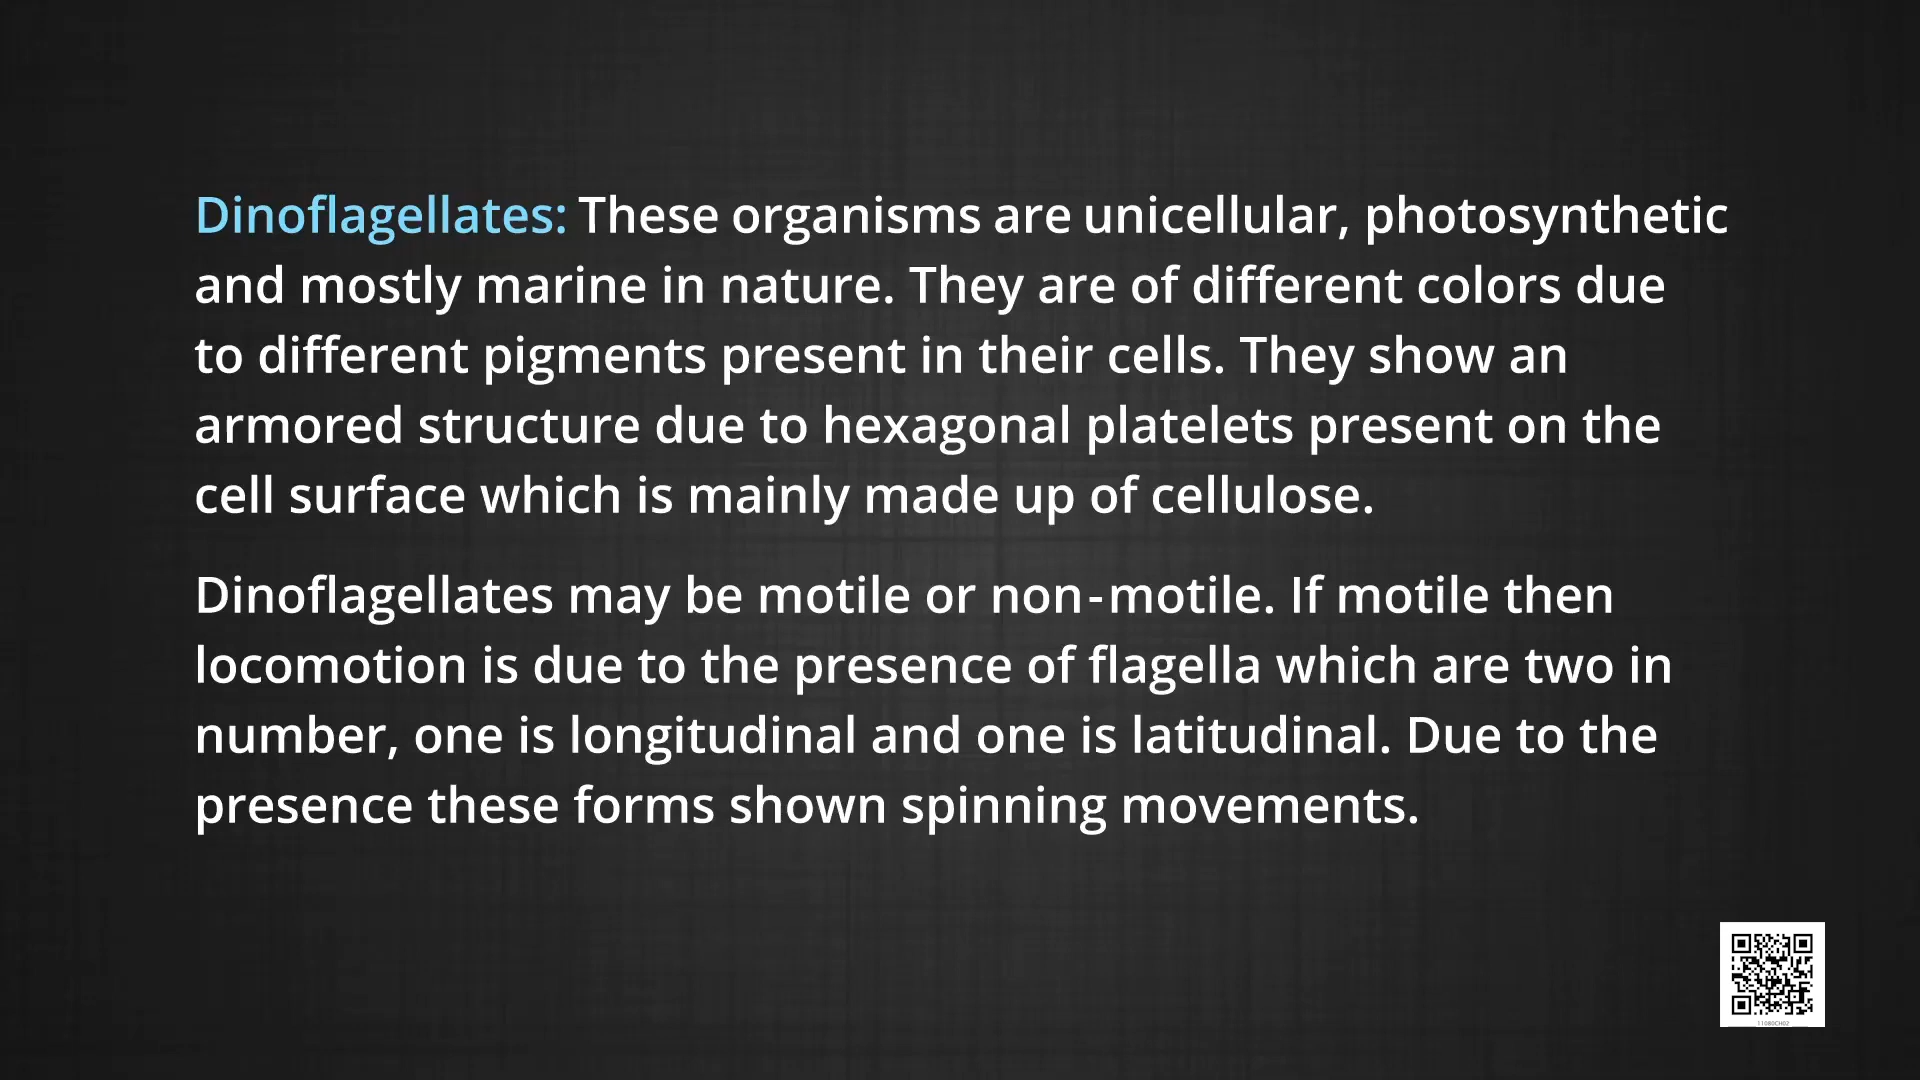 Dinoflagellates: These organisms are unicellular, photosynthetic
and mostly marine in nature. They are of different colors due
to different pigments present in their cells. They show an
armored structure due to hexagonal platelets present on the
cell surface which is mainly made up of cellulose.
Dinoflagellates may be motile or non-motile. If motile then
locomotion is due to the presence of flagella which are two in
number, one is longitudinal and one is latitudinal. Due to the
presence these forms shown spinning movements.
11080CH02